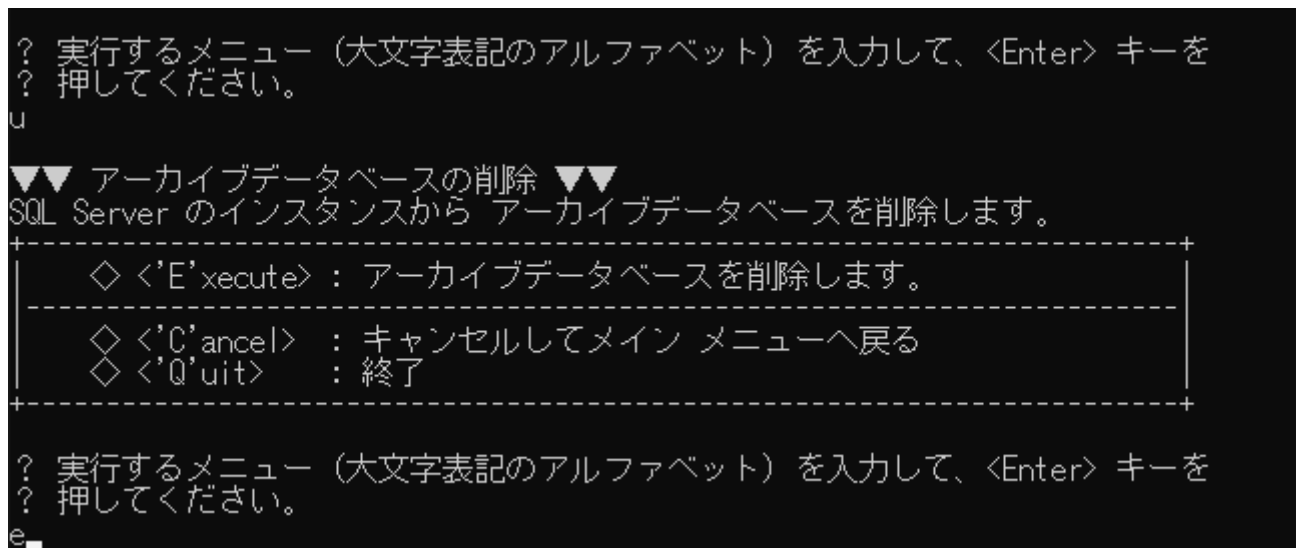 ? 実行するメニュー（大文字表記のアルファベット）を入力して、<Enter> キーを
? 押してください。
u
▼▼ アーカイブデータベースの削除 ▼▼
SQL Server のインスタンスから アーカイブデータベースを削除します。
◇ <'E'xecute> : アーカイブデータベースを削除します。
◇ <'C'ancel> : キャンセルしてメイン メニューへ戻る
◇ <'Q'uit> : 終了
? 実行するメニュー（大文字表記のアルファベット）を入力して、<Enter> キーを
? 押してください。
e